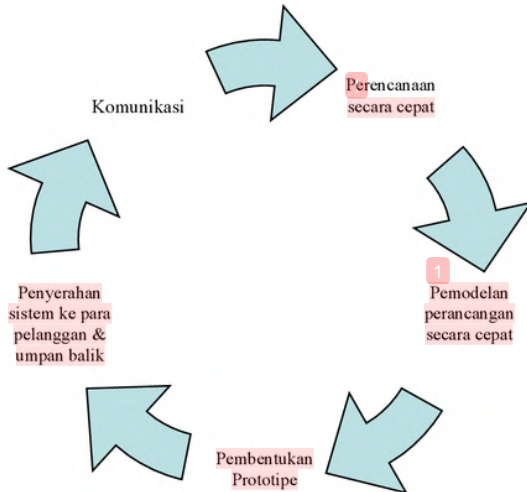 Komunikasi
Perencanaan
secara cepat
1
Pemodelan
perancangan
secara cepat
Pembentukan
Prototipe
Penyerahan
sistem ke para
pelanggan &
umpan balik